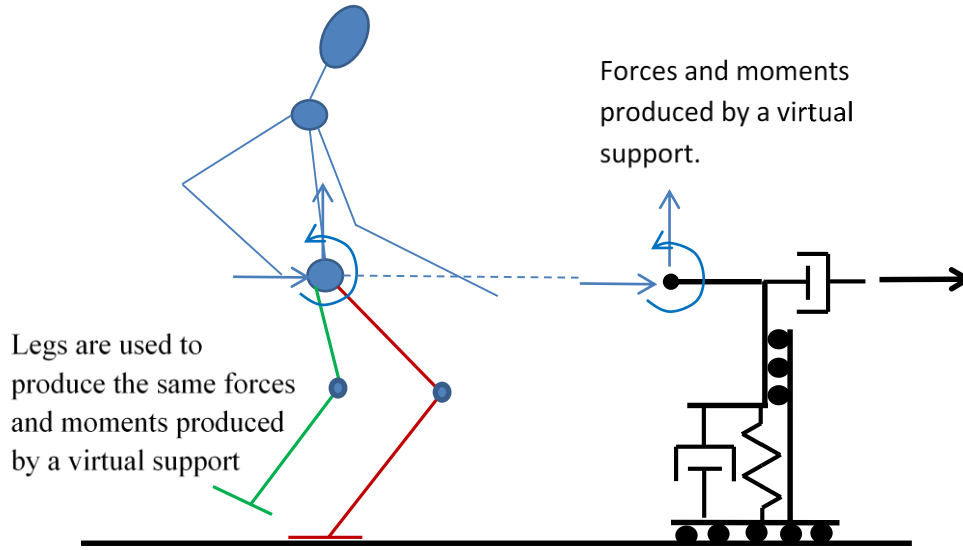 Forces and moments
produced by a virtual
support.
Legs are used to
produce the same forces
and moments produced
by a virtual support